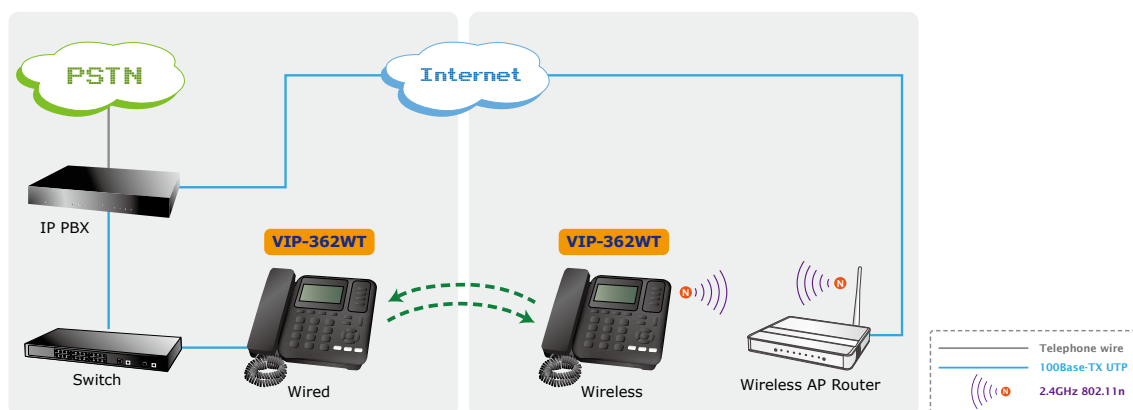 PSTN
Internet
IP PBX
VIP-362WT
VIP-362WT
N
N
Switch
Wired
Wireless
Wireless AP Router
Telephone wire
100Base-TX UTP
N
2.4GHz 802.11n